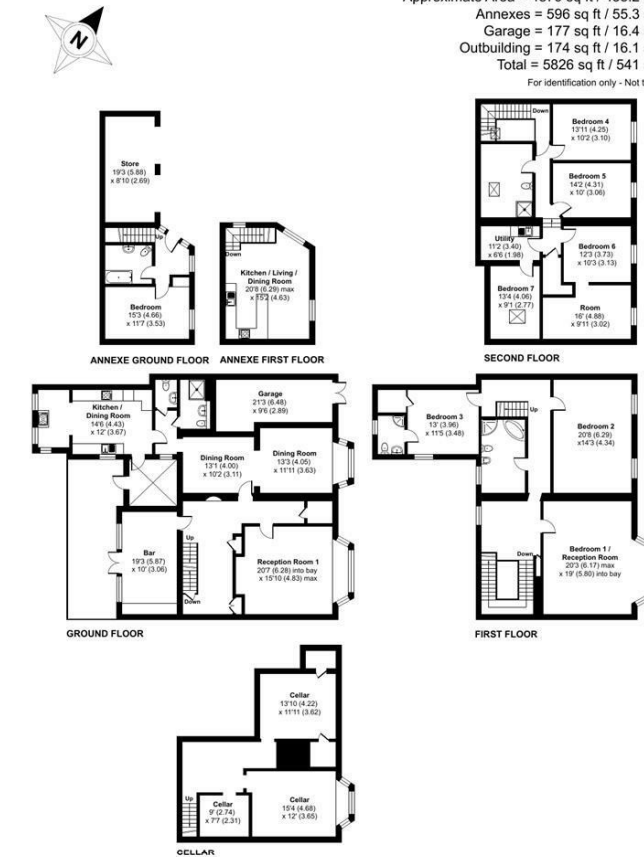 Annexes = 596 sq ft / 55.3
Garage = 177 sq ft / 16.4
Outbuilding = 174 sq ft / 16.1
Total = 5826 sq ft / 541
For identification only - Not t
N
Store
19'3 (5.88)
x 8'10 (2.69)
Up
Bedroom
15'3 (4.66)
x 11'7 (3.53)
ANNEXE GROUND FLOOR
Down
Kitchen / Living /
Dining Room
20'8 (6.29) max
x 15'2 (4.63)
ANNEXE FIRST FLOOR
Down
Bedroom 4
13'11 (4.25)
x 10'2 (3.10)
Bedroom 5
14'2 (4.31)
x 10' (3.06)
Utility
11'2 (3.40)
x 6'6 (1.98)
Bedroom 6
12'3 (3.73)
x 10'3 (3.13)
Bedroom 7
13'4 (4.06)
x 9'1 (2.77)
Room
16' (4.88)
x 9'11 (3.02)
SECOND FLOOR
Kitchen /
Dining Room
14'6 (4.43)
x 12' (3.67)
Garage
21'3 (6.48)
x 9'6 (2.89)
Dining Room
13'1 (4.00)
x 10'2 (3.11)
Dining Room
13'3 (4.05)
x 11'11 (3.63)
Bar
19'3 (5.87)
x 10' (3.06)
Up
Down
Reception Room 1
20'7 (6.28) into bay
x 15'10 (4.83) max
GROUND FLOOR
Bedroom 3
13' (3.96)
x 11'5 (3.48)
Up
Bedroom 2
20'8 (6.29)
x14'3 (4.34)
Down
Bedroom 1 /
Reception Room
20'3 (6.17) max
x 19' (5.80) into bay
FIRST FLOOR
Cellar
13'10 (4.22)
x 11'11 (3.62)
Up
Cellar
9' (2.74)
x 7'7 (2.31)
Cellar
15'4 (4.68)
x 12' (3.65)
CELLAR